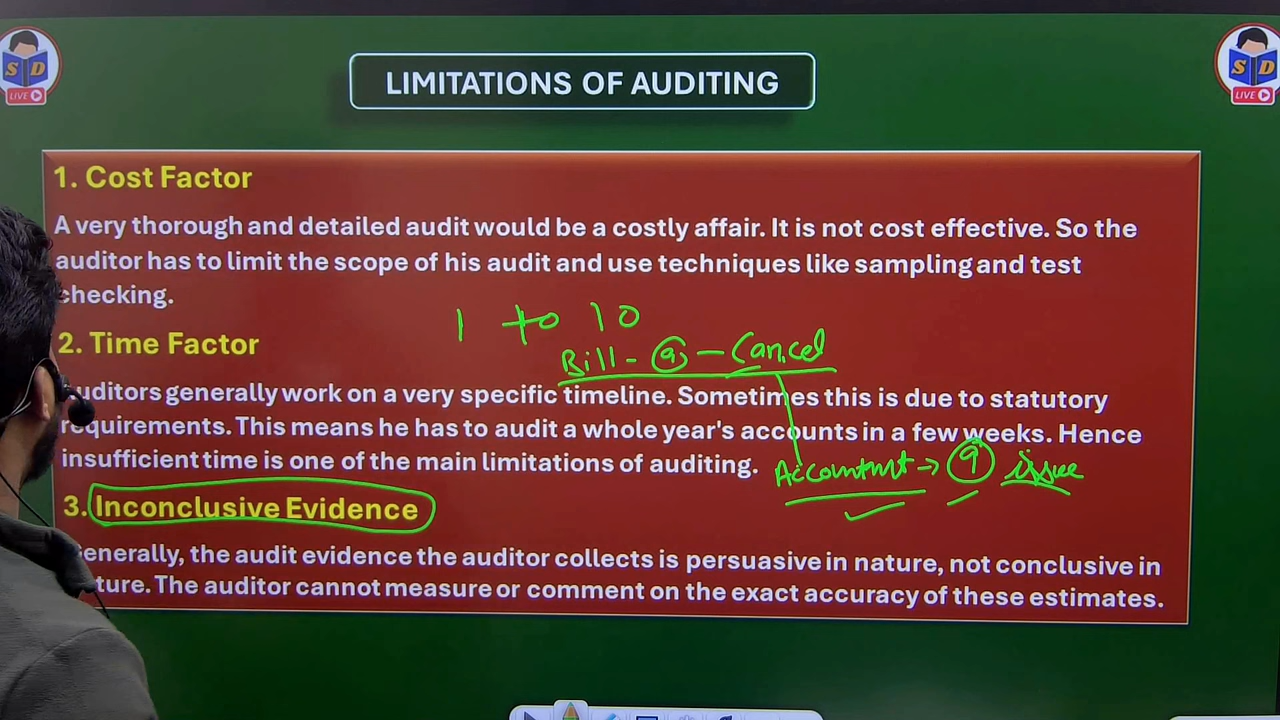 S D
LIVE
LIMITATIONS OF AUDITING
S D
LIVE
1. Cost Factor
A very thorough and detailed audit would be a costly affair. It is not cost effective. So the
auditor has to limit the scope of his audit and use techniques like sampling and test
checking.
1 to 10
2. Time Factor
Bill - 9 - Cancel
uditors generally work on a very specific timeline. Sometimes this is due to statutory
requirements. This means he has to audit a whole year's accounts in a few weeks. Hence
insufficient time is one of the main limitations of auditing.
Accountant → 9 issue
3. Inconclusive Evidence
enerally, the audit evidence the auditor collects is persuasive in nature, not conclusive in
ture. The auditor cannot measure or comment on the exact accuracy of these estimates.